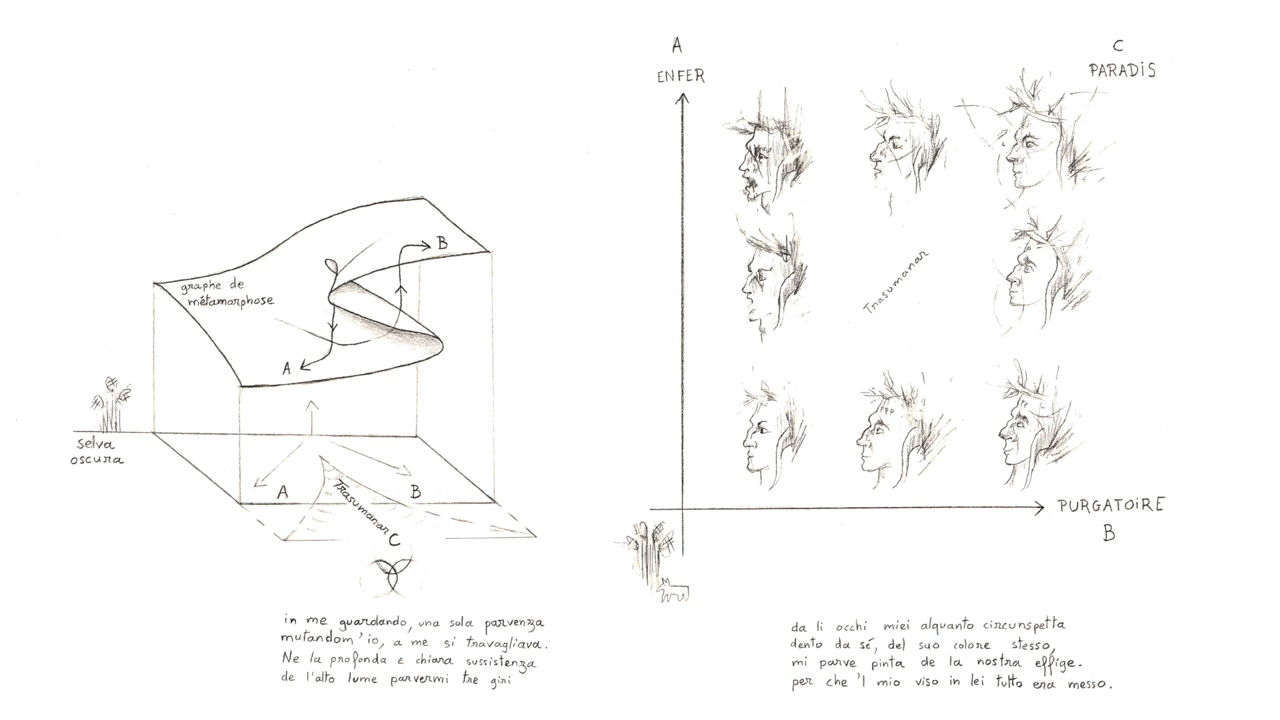 graphe de
métamorphose
B
A
selva
oscura
A
B
Trasumanar
C
in me guardando, una sola parvenza
mutandom'io, a me si travagliava.
Ne la profonda e chiara sussistenza
de l'alto lume parvermi tre giri
A
ENFER
C
PARADIS
Trasumanar
PURGATOIRE
B
da li occhi miei alquanto circunspetta
dento da sé, del suo colore stesso,
mi parve pinta de la nostra effige.
per che 'l mio viso in lei tutto era messo.